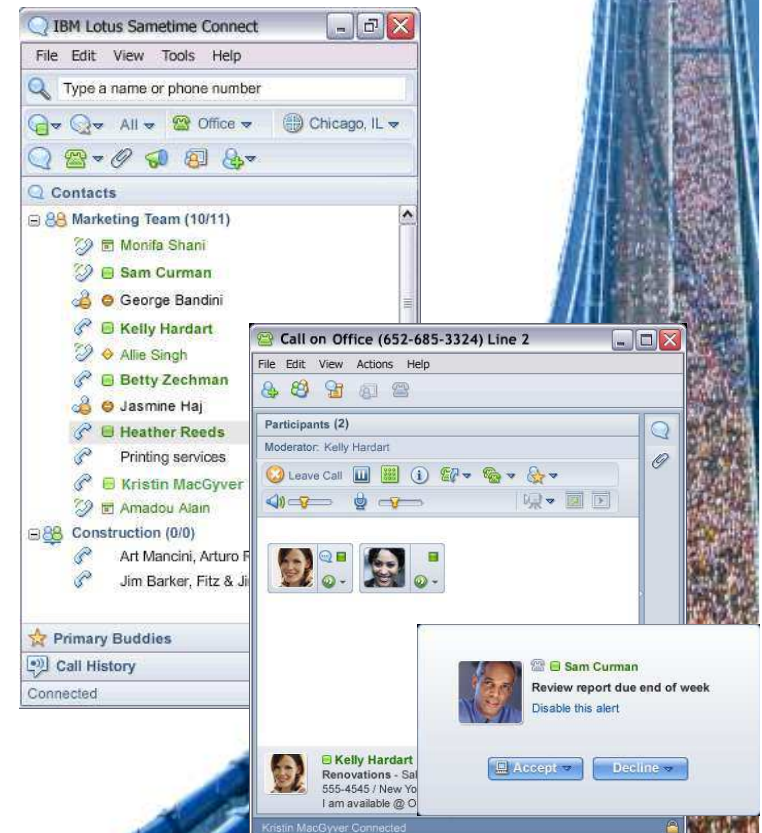 IBM Lotus Sametime Connect
File Edit View Tools Help
Type a name or phone number
All Office Chicago, IL
Contacts
Marketing Team (10/11)
Monifa Shani
Sam Curman
George Bandini
Kelly Hardart
Allie Singh
Betty Zechman
Jasmine Haj
Heather Reeds
Printing services
Kristin MacGyver
Amadou Alain
Construction (0/0)
Art Mancini, Arturo R
Jim Barker, Fitz & Ji
Primary Buddies
Call History
Connected
Call on Office (652-685-3324) Line 2
File Edit View Actions Help
Participants (2)
Moderator: Kelly Hardart
Leave Call
Kelly Hardart
Renovations - Sal
555-4545 / New Yo
I am available @ O
Kristin MacGyver Connected
Sam Curman
Review report due end of week
Disable this alert
Accept Decline